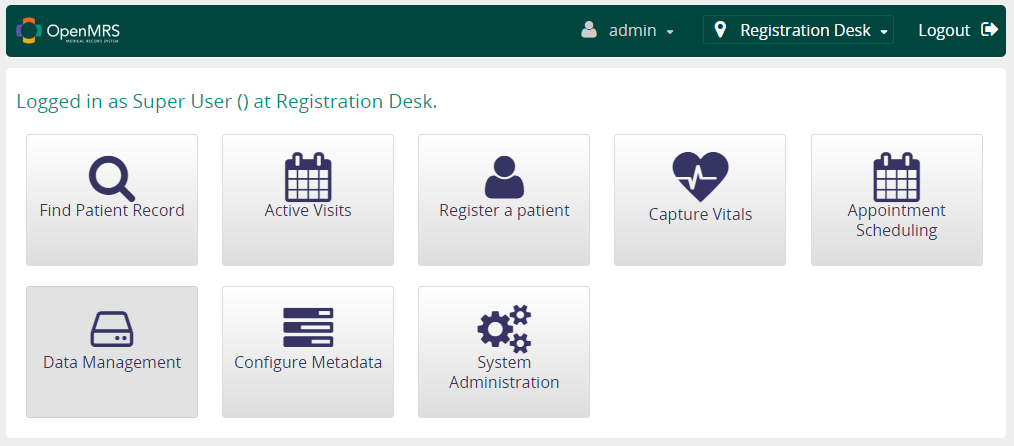 OpenMRS
MEDICAL RECORD SYSTEM
admin
Registration Desk
Logout
Logged in as Super User () at Registration Desk.
Find Patient Record
Active Visits
Register a patient
Capture Vitals
Appointment
Scheduling
Data Management
Configure Metadata
System
Administration